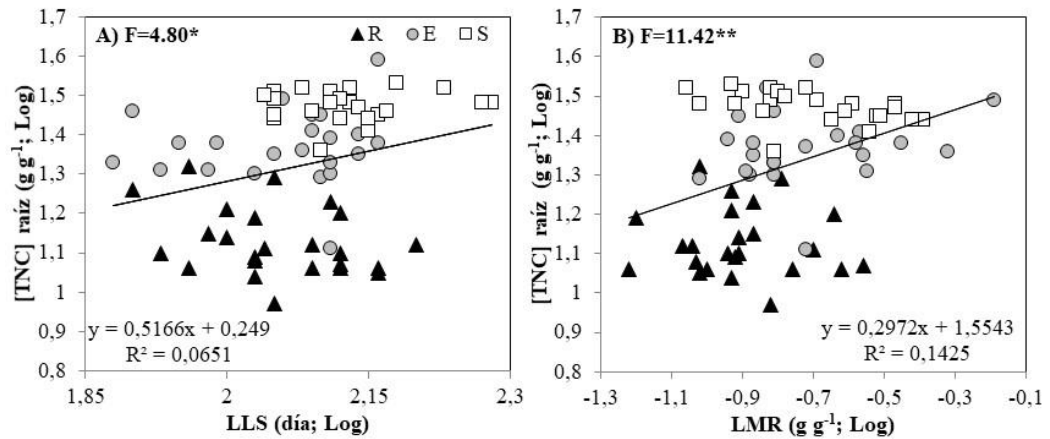 A) F=4.80*
▲ R ● E □ S
[TNC] raíz (g g⁻¹; Log)
1,7
1,6
1,5
1,4
1,3
1,2
1,1
1
0,9
0,8
y = 0,5166x + 0,249
R² = 0,0651
1,85
2
2,15
2,3
LLS (día; Log)
B) F=11.42**
[TNC] raíz (g g⁻¹; Log)
1,7
1,6
1,5
1,4
1,3
1,2
1,1
1
0,9
0,8
y = 0,2972x + 1,5543
R² = 0,1425
-1,3
-1,1
-0,9
-0,7
-0,5
-0,3
-0,1
LMR (g g⁻¹; Log)